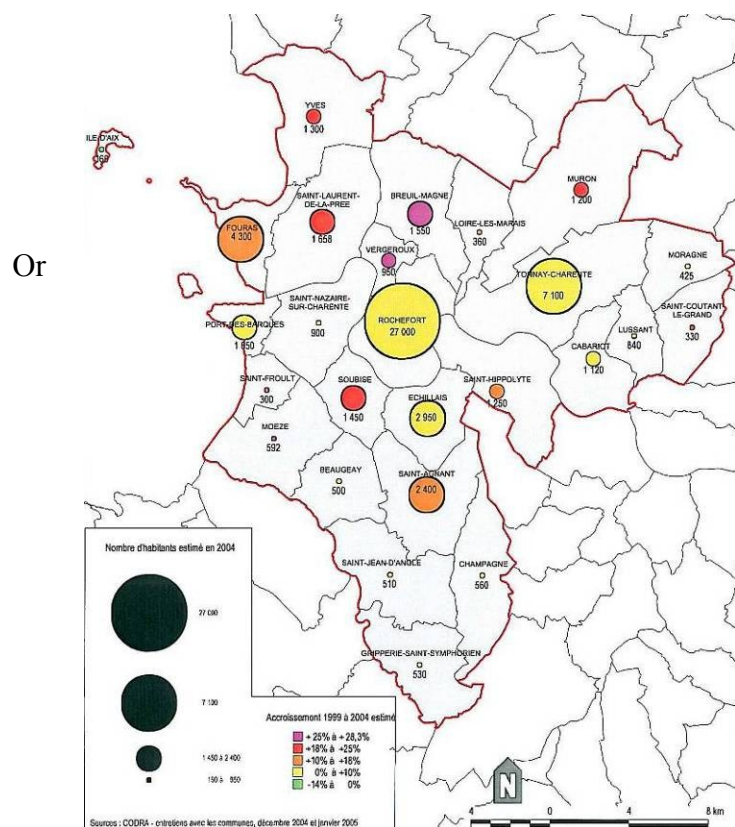 Or
YVES
1 300
ILE D'AIX
MURON
1 200
SAINT-LAURENT-
DE-LA-PREE
1 658
BREUIL-MAGNE
1 550
LOIRE-LES-MARAIS
360
FOURAS
4 300
VERGEROUX
950
MORAGNE
425
TONNAY-CHARENTE
7 100
SAINT-NAZAIRE-
SUR-CHARENTE
900
ROCHEFORT
27 000
SAINT-COUTANT
LE-GRAND
330
PORT-DES-BARQUES
LUSSANT
840
CABARIOT
1 120
SAINT-FROULT
300
SOUBISE
1 450
SAINT-HIPPOLYTE
1 250
ECHILLAIS
2 950
MOEZE
592
BEAUGEAY
500
SAINT-AGNANT
2 400
SAINT-JEAN-D'ANGLE
510
CHAMPAGNE
560
GRIPPERIE-SAINT-SYMPHORIEN
530
Nombre d'habitants estimé en 2004
27 000
7 100
1 450 à 2 400
Accroissement 1999 à 2004 estimé
+ 25% à + 28,3%
+18% à +25%
+10% à +18%
0% à +10%
-14% à 0%
N
4 0 8 km
Sources : CODRA - entretiens avec les communes, décembre 2004 et janvier 2005